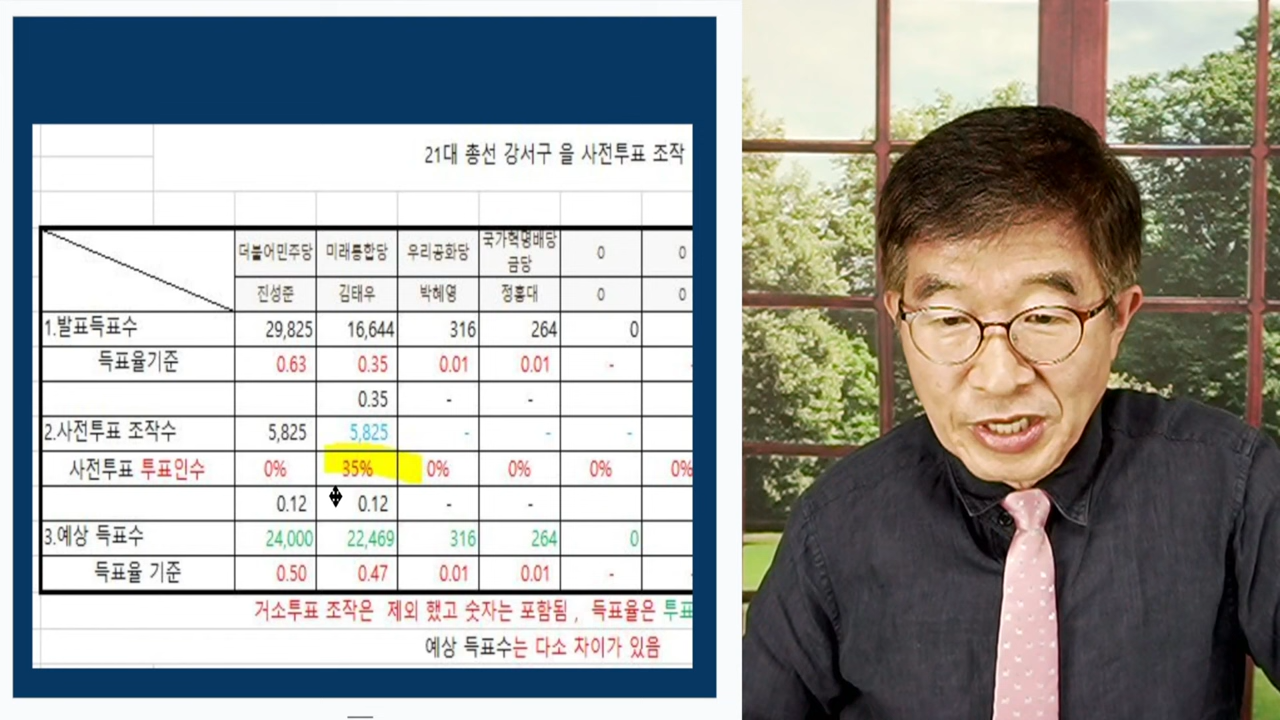 21대 총선 강서구 을 사전투표 조작
더불어민주당 미래통합당 우리공화당 국가혁명배당금당 0 0
진성준 김태우 박혜영 정홍대 0 0
1.발표득표수 29,825 16,644 316 264 0
득표율기준 0.63 0.35 0.01 0.01 - -
0.35 - -
2.사전투표 조작수 5,825 5,825 - - -
사전투표 투표인수 0% 35% 0% 0% 0% 0%
0.12 0.12 - -
3.예상 득표수 24,000 22,469 316 264 0
득표율 기준 0.50 0.47 0.01 0.01 - -
거소투표 조작은 제외 했고 숫자는 포함됨 , 득표율은 투표
예상 득표수는 다소 차이가 있음